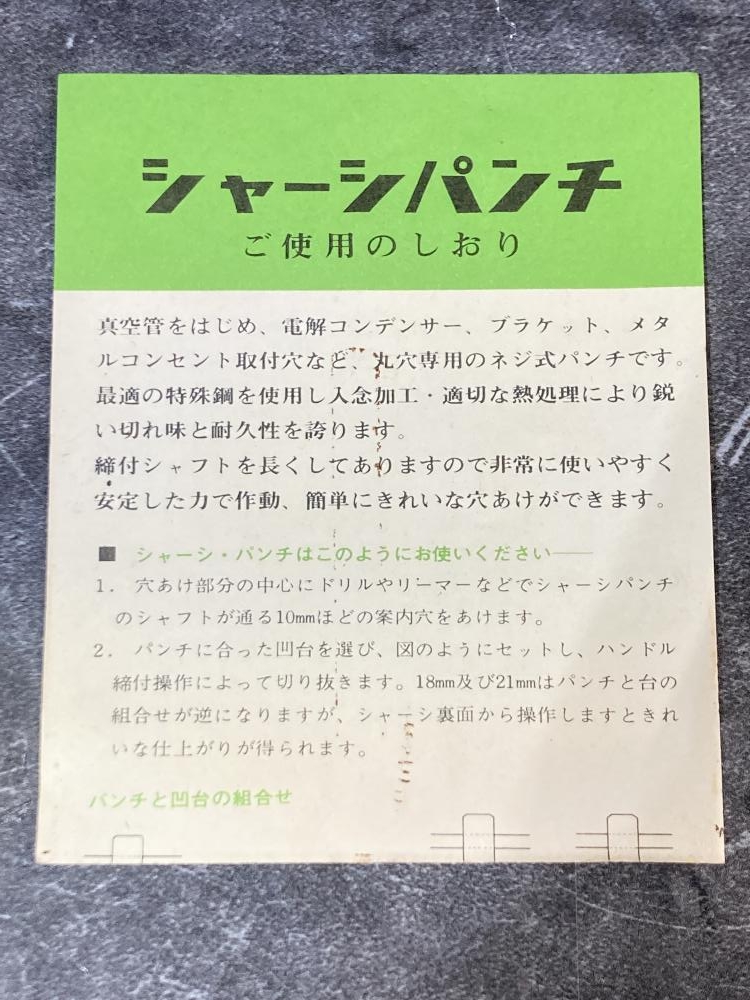 シャーシパンチ
ご使用のしおり
真空管をはじめ、電解コンデンサー、ブラケット、メタ
ルコンセント取付穴など、丸穴専用のネジ式パンチです。
最適の特殊鋼を使用し入念加工・適切な熱処理により鋭
い切れ味と耐久性を誇ります。
締付シャフトを長くしてありますので非常に使いやすく
安定した力で作動、簡単にきれいな穴あけができます。
■ シャーシ・パンチはこのようにお使いください――
1. 穴あけ部分の中心にドリルやリーマーなどでシャーシパンチ
のシャフトが通る10mmほどの案内穴をあけます。
2. パンチに合った凹台を選び、図のようにセットし、ハンドル
締付操作によって切り抜きます。18mm及び21mmはパンチと台の
組合せが逆になりますが、シャーシ裏面から操作しますときれ
いな仕上がりが得られます。
パンチと凹台の組合せ